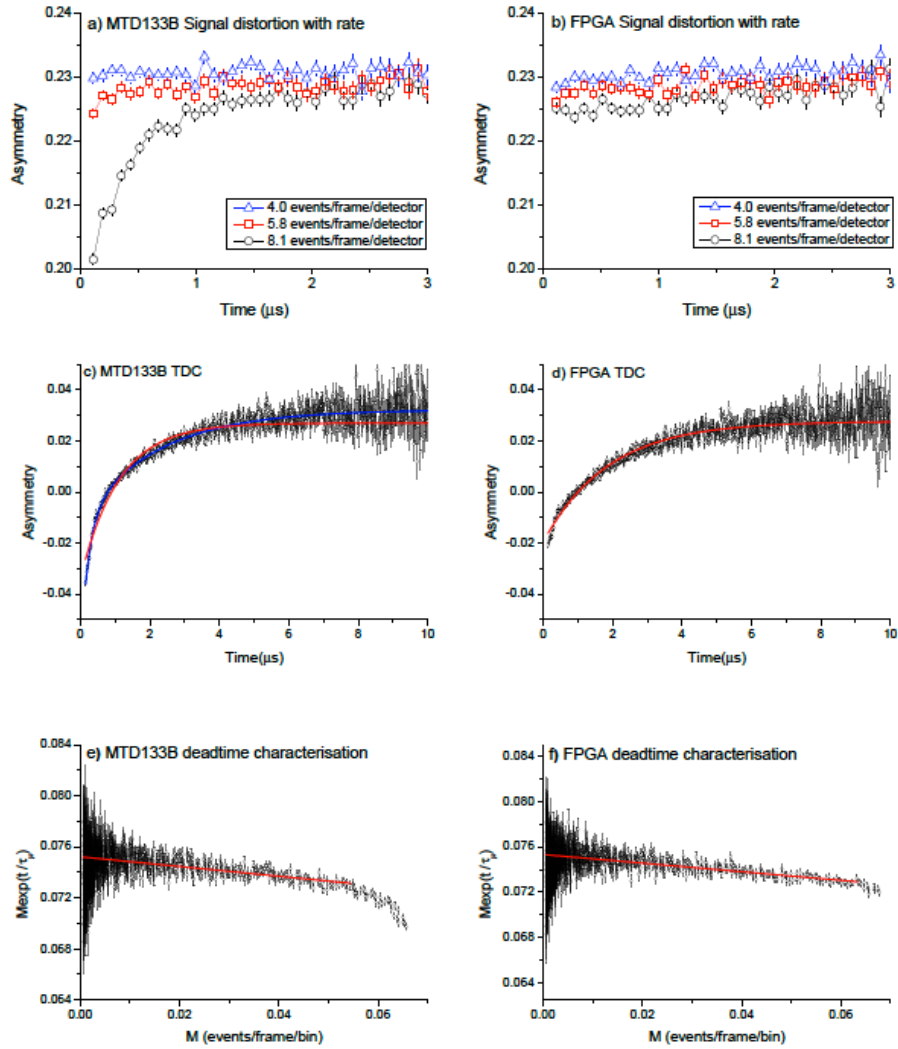 a) MTD133B Signal distortion with rate
0.24
0.23
0.22
0.21
0.20
Asymmetry
4.0 events/frame/detector
5.8 events/frame/detector
8.1 events/frame/detector
0 1 2 3
Time (μs)
b) FPGA Signal distortion with rate
0.24
0.23
0.22
0.21
0.20
Asymmetry
4.0 events/frame/detector
5.8 events/frame/detector
8.1 events/frame/detector
0 1 2 3
Time (μs)
c) MTD133B TDC
0.04
0.02
0.00
-0.02
-0.04
Asymmetry
0 2 4 6 8 10
Time(μs)
d) FPGA TDC
0.04
0.02
0.00
-0.02
-0.04
Asymmetry
0 2 4 6 8 10
Time(μs)
e) MTD133B deadtime characterisation
0.084
0.080
0.076
0.072
0.068
0.064
Mexp(t /τμ)
0.00 0.02 0.04 0.06
M (events/frame/bin)
f) FPGA deadtime characterisation
0.084
0.080
0.076
0.072
0.068
0.064
Mexp(t /τμ)
0.00 0.02 0.04 0.06
M (events/frame/bin)